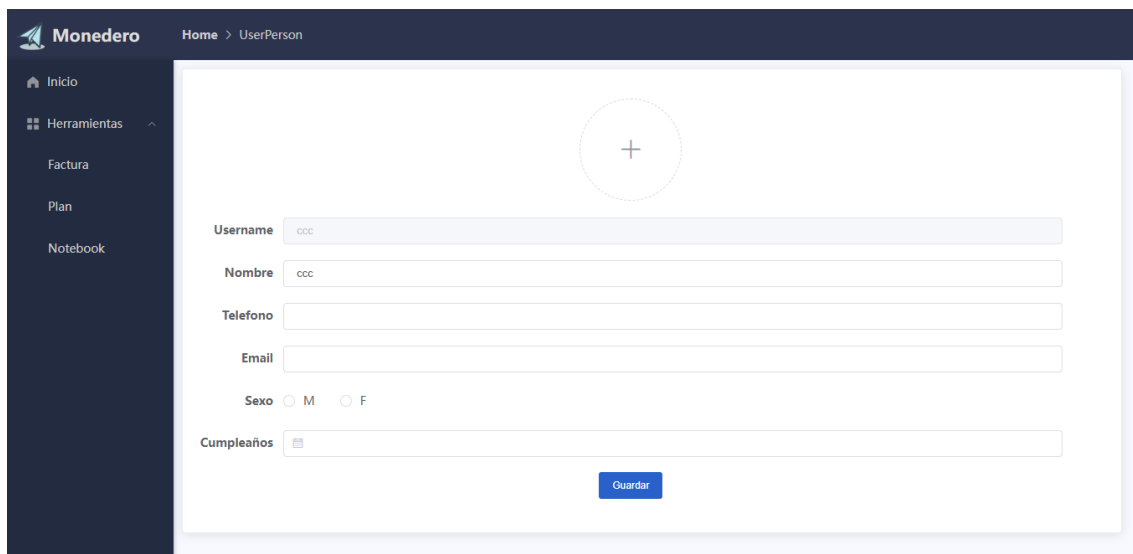 Monedero
Home > UserPerson
Inicio
Herramientas
Factura
Plan
Notebook
Username ccc
Nombre ccc
Telefono
Email
Sexo M F
Cumpleaños
Guardar